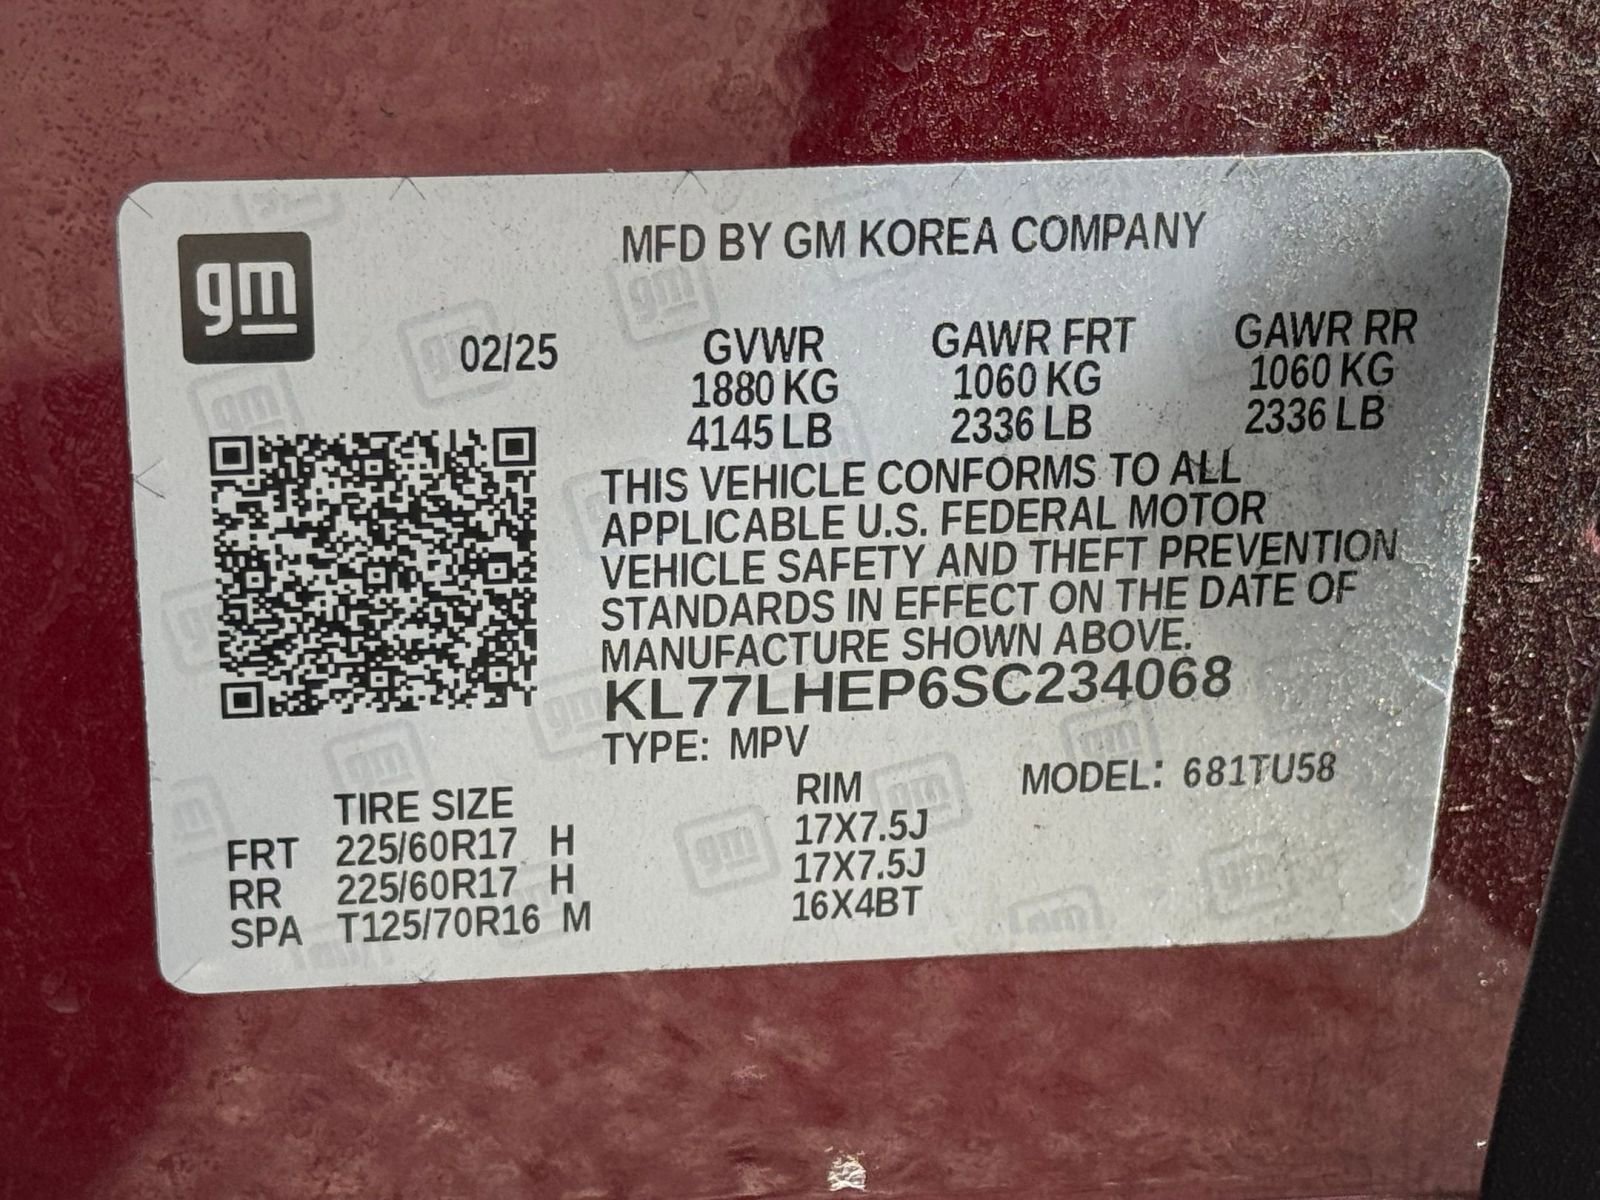 gm
MFD BY GM KOREA COMPANY
02/25
GVWR GAWR FRT GAWR RR
1880 KG 1060 KG 1060 KG
4145 LB 2336 LB 2336 LB
THIS VEHICLE CONFORMS TO ALL
APPLICABLE U.S. FEDERAL MOTOR
VEHICLE SAFETY AND THEFT PREVENTION
STANDARDS IN EFFECT ON THE DATE OF
MANUFACTURE SHOWN ABOVE.
KL77LHEP6SC234068
TYPE: MPV
MODEL: 681TU58
TIRE SIZE RIM
FRT 225/60R17 H 17X7.5J
RR 225/60R17 H 17X7.5J
SPA T125/70R16 M 16X4BT